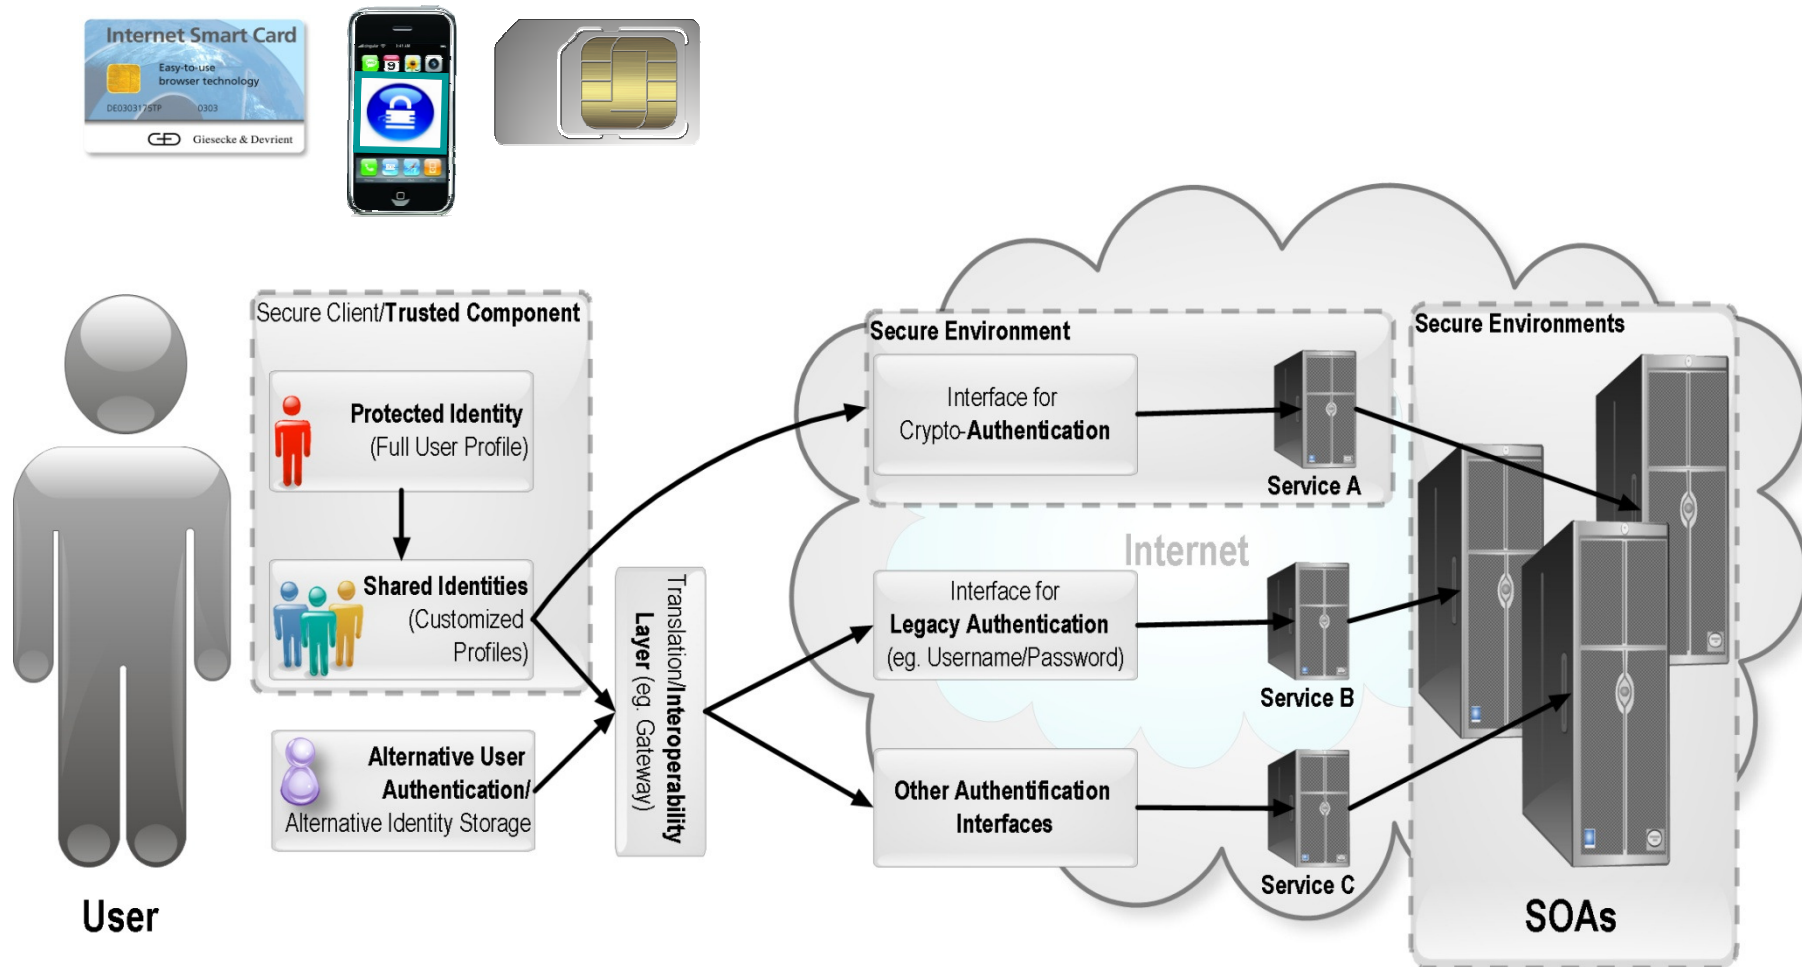 Internet Smart Card
Easy-to-use
browser technology
DE0303175TP 0303
Giesecke & Devrient
9
Secure Client/Trusted Component
Protected Identity
(Full User Profile)
Shared Identities
(Customized
Profiles)
Alternative User
Authentication/
Alternative Identity Storage
User
Translation/Interoperability
Layer (eg. Gateway)
Secure Environment
Interface for
Crypto-Authentication
Service A
Internet
Interface for
Legacy Authentication
(eg. Username/Password)
Service B
Other Authentification
Interfaces
Service C
Secure Environments
SOAs